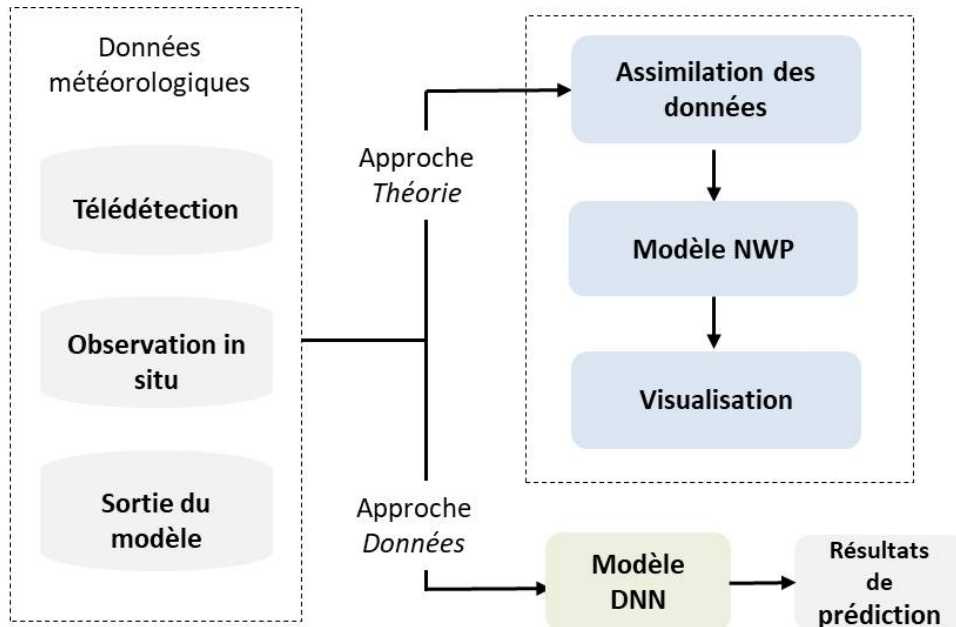 Données
météorologiques
Télédétection
Observation in
situ
Sortie du
modèle
Approche
Théorie
Approche
Données
Assimilation des
données
Modèle NWP
Visualisation
Modèle
DNN
Résultats
de
prédiction